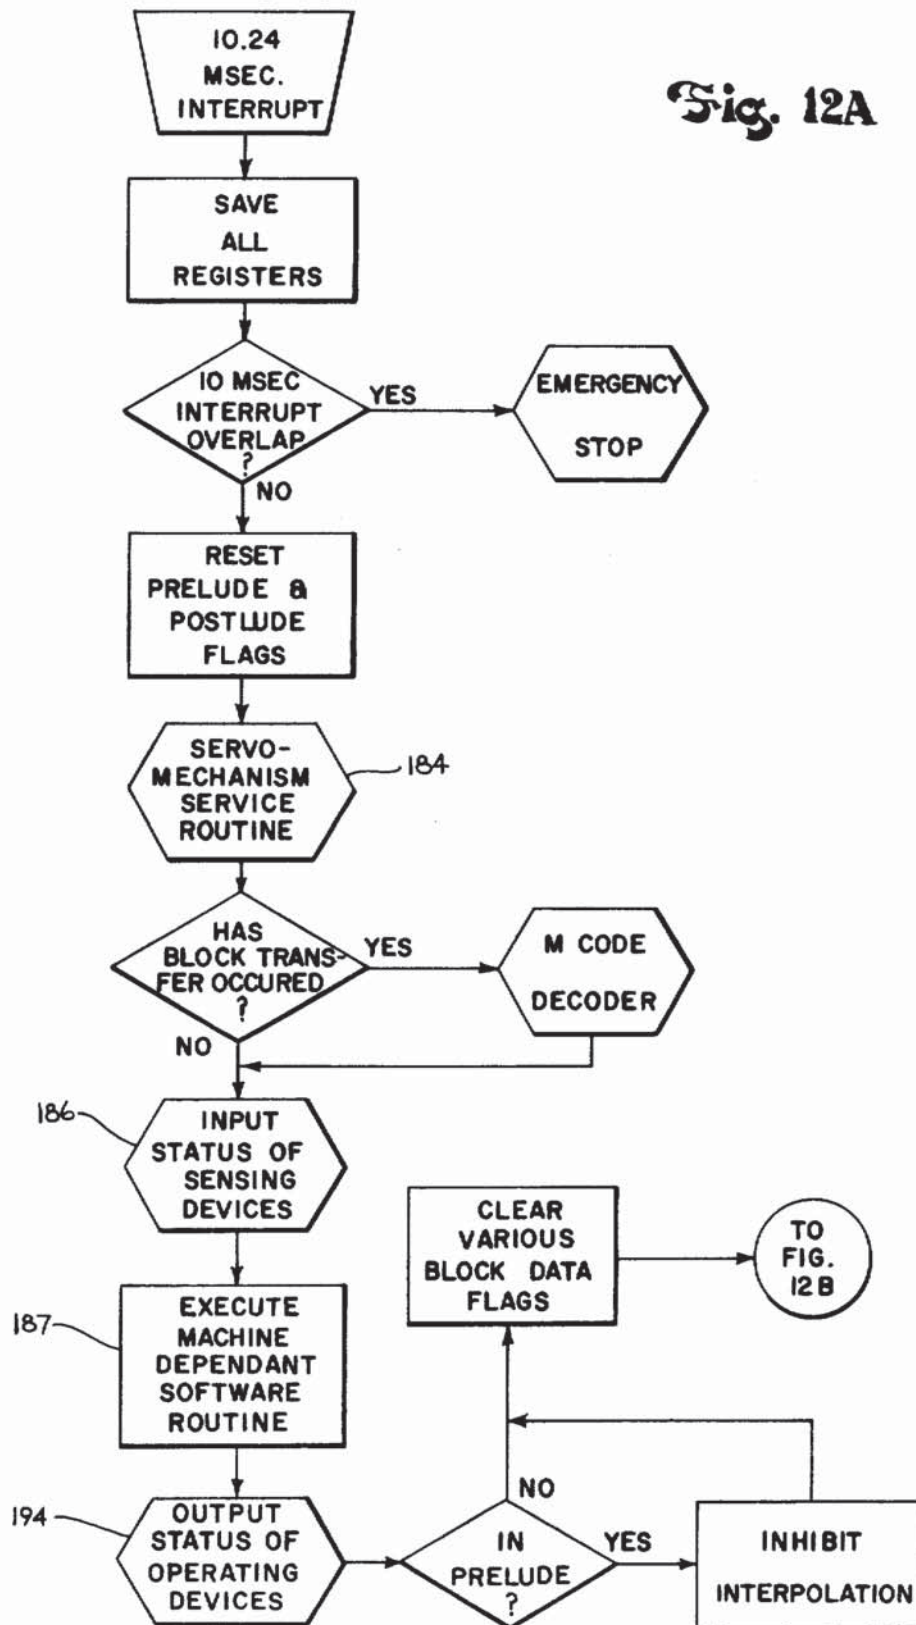 10.24
MSEC.
INTERRUPT
Fig. 12A
SAVE
ALL
REGISTERS
10 MSEC
INTERRUPT
OVERLAP
?
YES
EMERGENCY
STOP
NO
RESET
PRELUDE &
POSTLUDE
FLAGS
SERVO-
MECHANISM
SERVICE
ROUTINE
184
HAS
BLOCK TRANS-
FER OCCURED
?
YES
M CODE
DECODER
NO
186
INPUT
STATUS OF
SENSING
DEVICES
CLEAR
VARIOUS
BLOCK DATA
FLAGS
TO
FIG.
12B
187
EXECUTE
MACHINE
DEPENDANT
SOFTWARE
ROUTINE
194
OUTPUT
STATUS OF
OPERATING
DEVICES
NO
IN
PRELUDE
?
YES
INHIBIT
INTERPOLATION